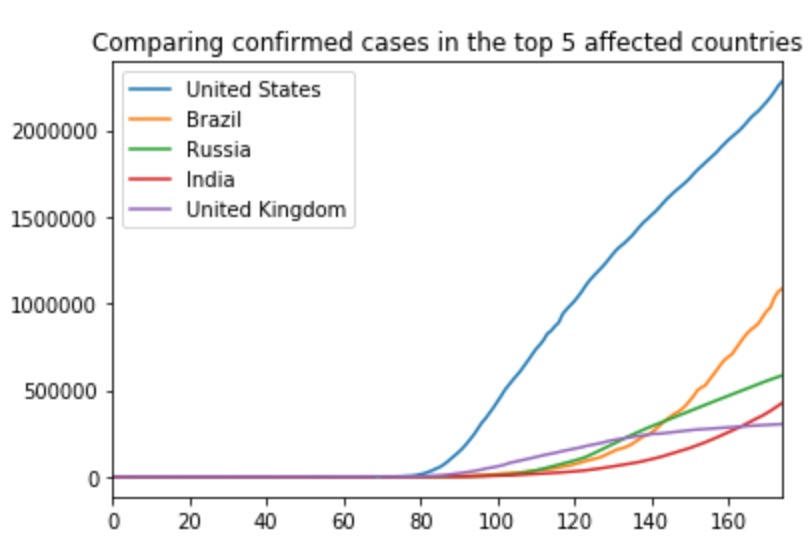 Comparing confirmed cases in the top 5 affected countries
United States
Brazil
Russia
India
United Kingdom
2000000
1500000
1000000
500000
0
0 20 40 60 80 100 120 140 160